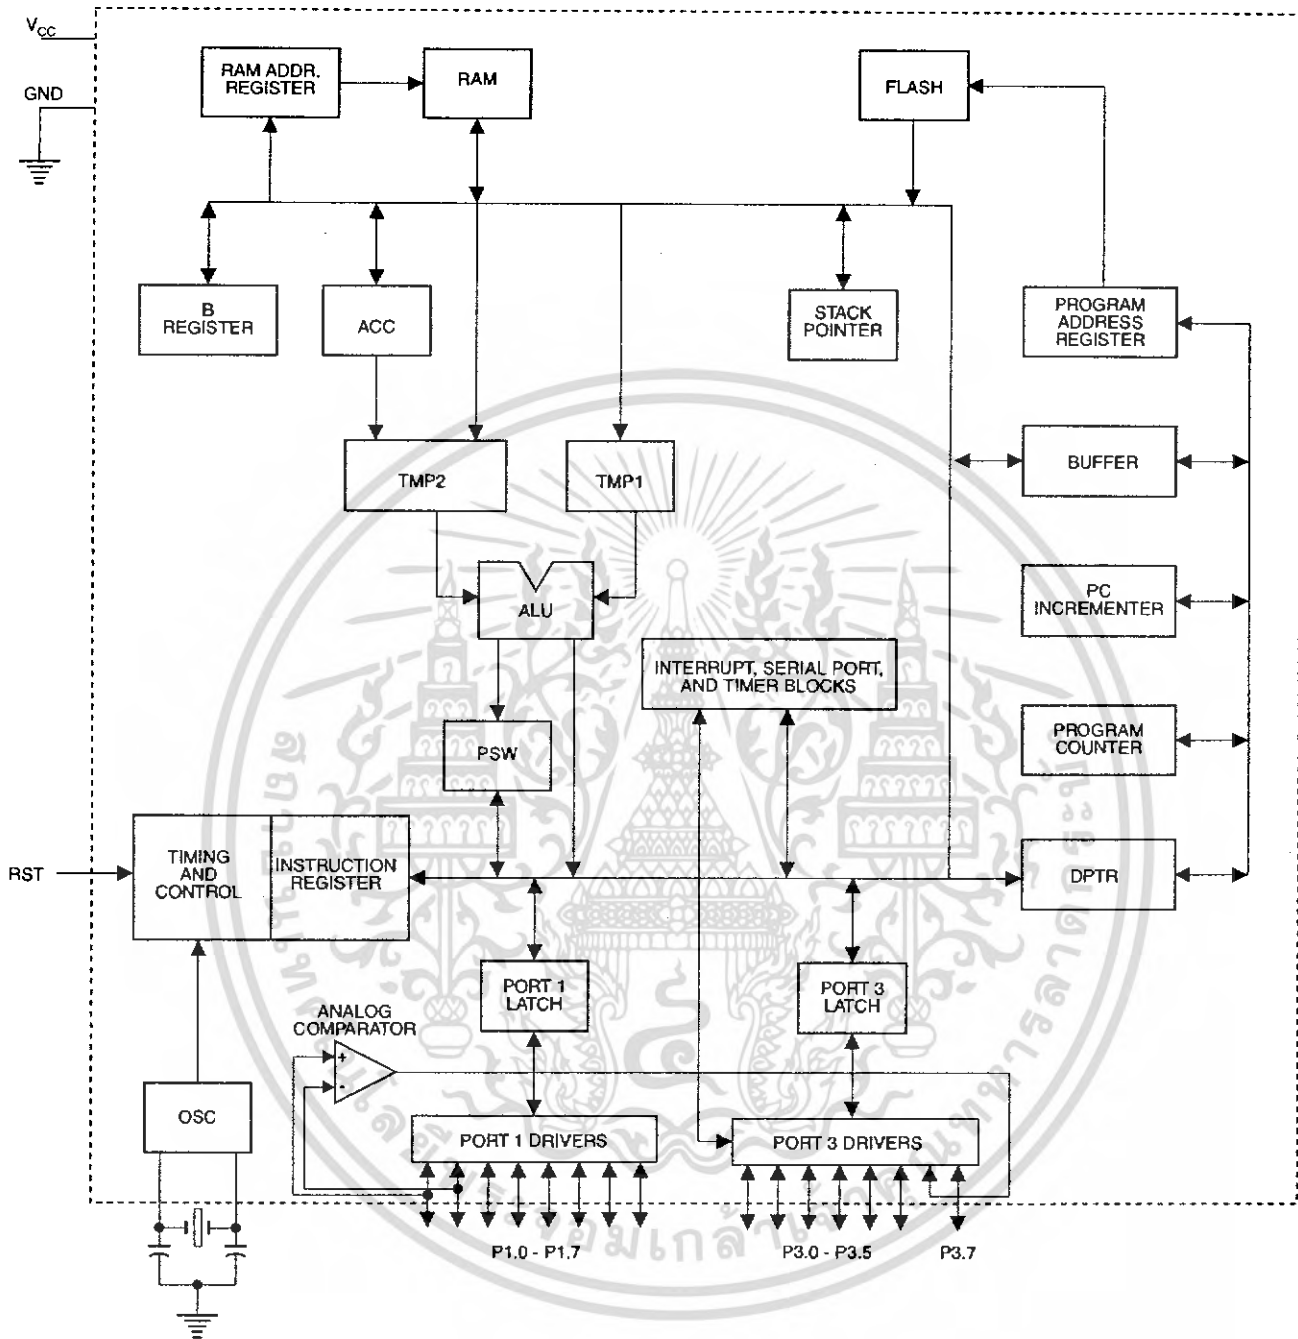 VCC
GND
RAM ADDR.
REGISTER
RAM
FLASH
B
REGISTER
ACC
STACK
POINTER
PROGRAM
ADDRESS
REGISTER
TMP2
TMP1
BUFFER
ALU
PC
INCREMENTER
INTERRUPT, SERIAL PORT,
AND TIMER BLOCKS
PSW
PROGRAM
COUNTER
RST
TIMING
AND
CONTROL
INSTRUCTION
REGISTER
DPTR
PORT 1
LATCH
PORT 3
LATCH
ANALOG
COMPARATOR
+
-
OSC
PORT 1 DRIVERS
PORT 3 DRIVERS
P1.0 - P1.7
P3.0 - P3.5
P3.7